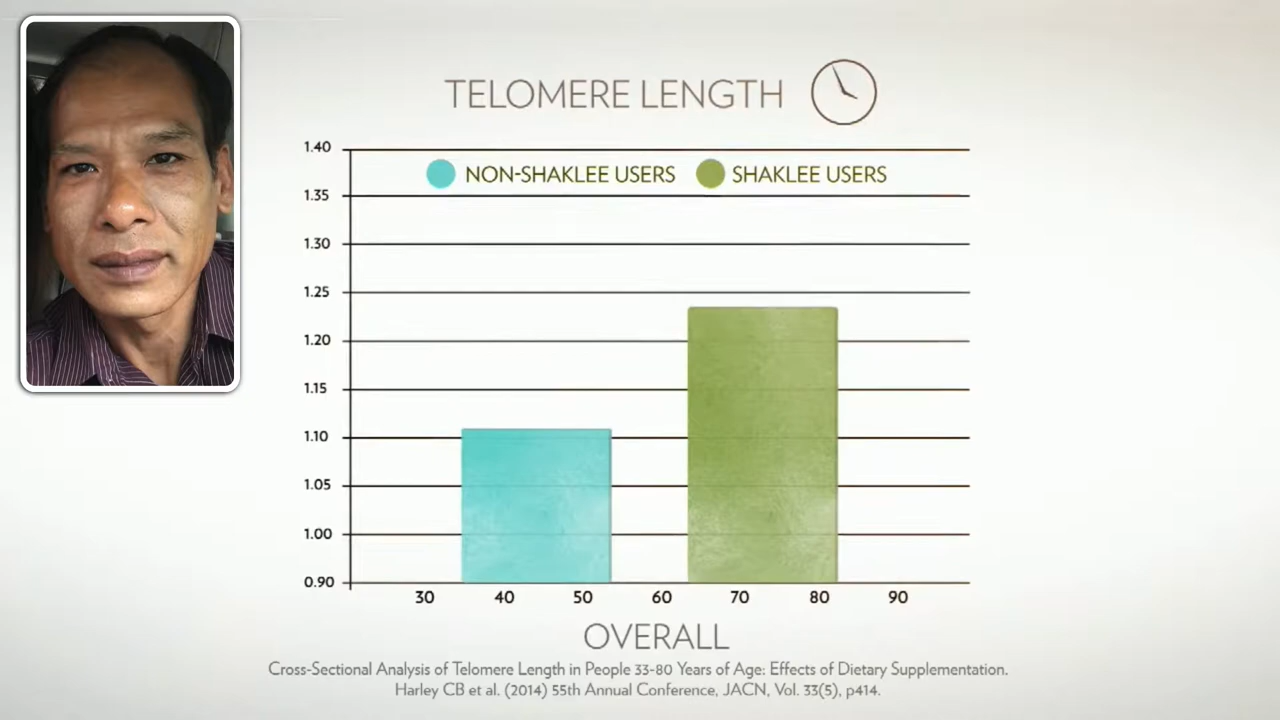 TELOMERE LENGTH
1.40
NON-SHAKLEE USERS SHAKLEE USERS
1.35
1.30
1.25
1.20
1.15
1.10
1.05
1.00
0.90
30 40 50 60 70 80 90
OVERALL
Cross-Sectional Analysis of Telomere Length in People 33-80 Years of Age: Effects of Dietary Supplementation.
Harley CB et al. (2014) 55th Annual Conference, JACN, Vol. 33(5), p414.